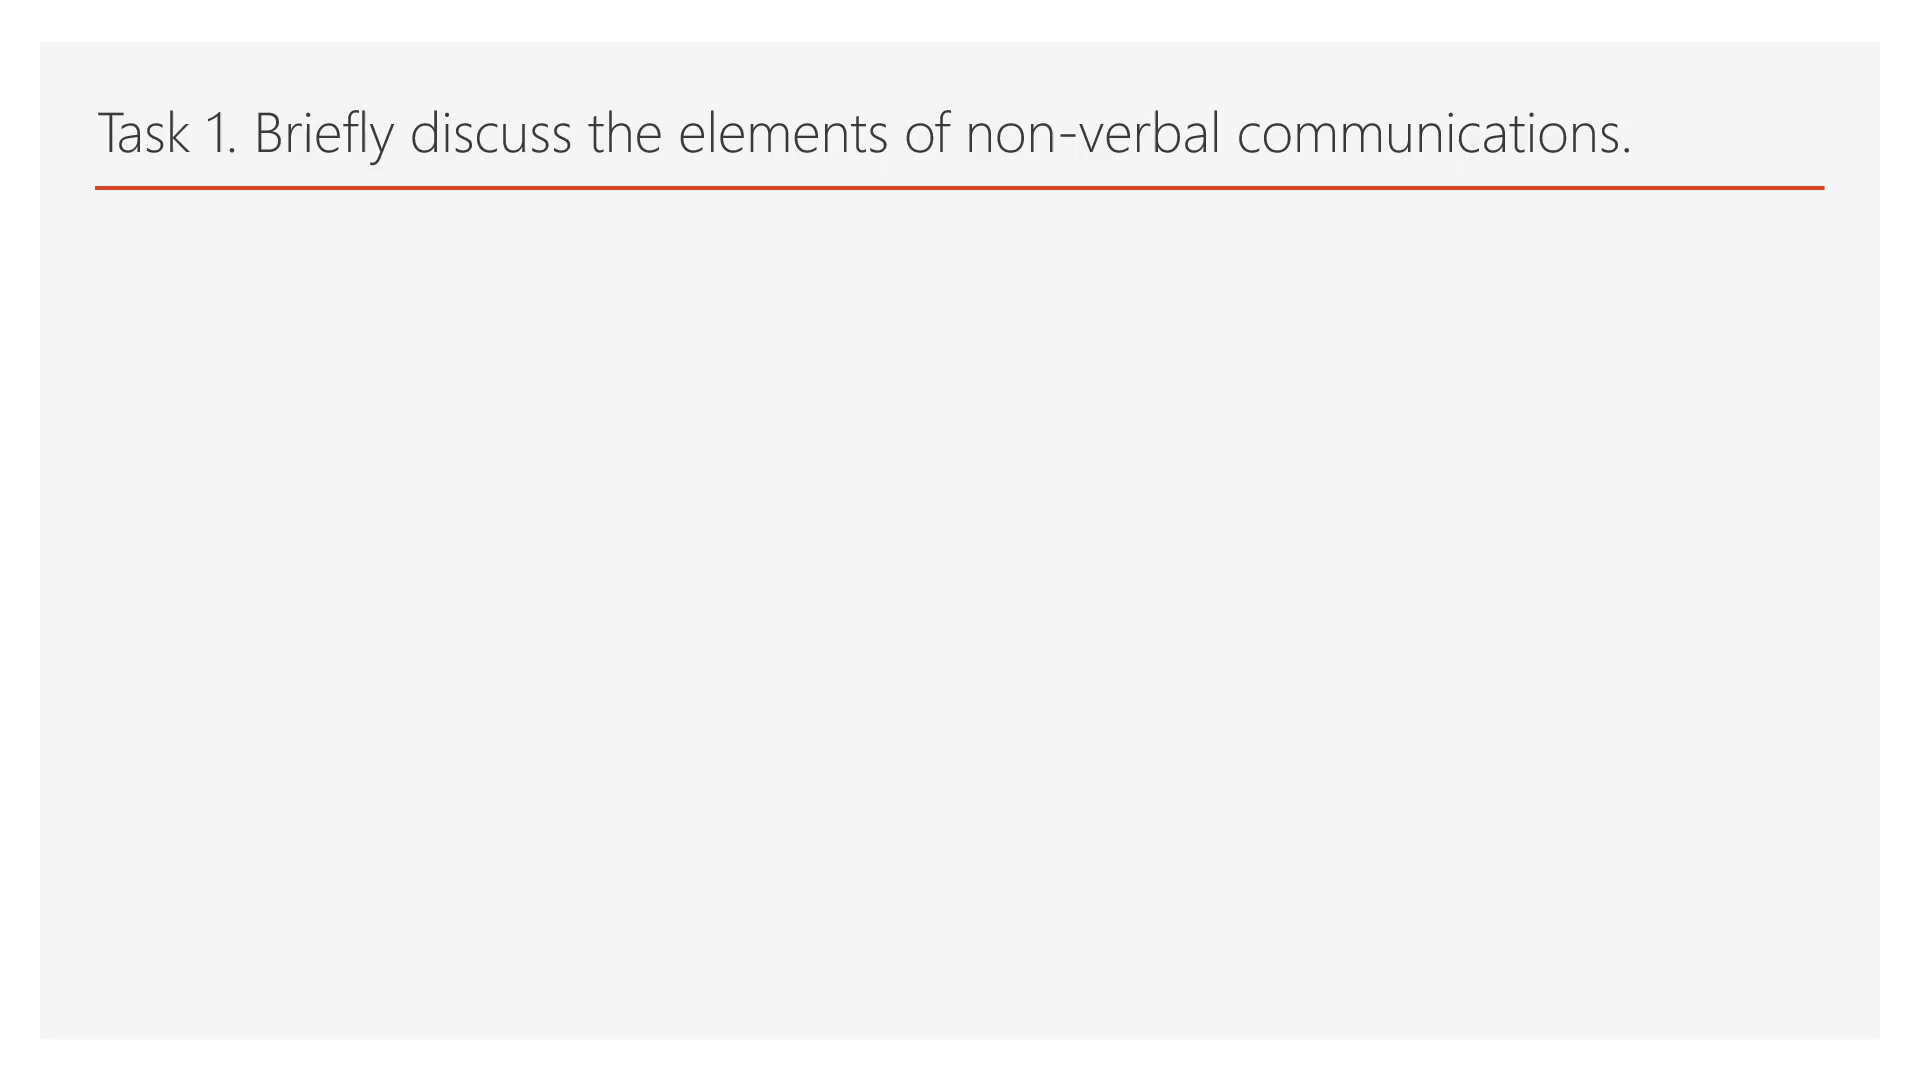 Task 1. Briefly discuss the elements of non-verbal communications.